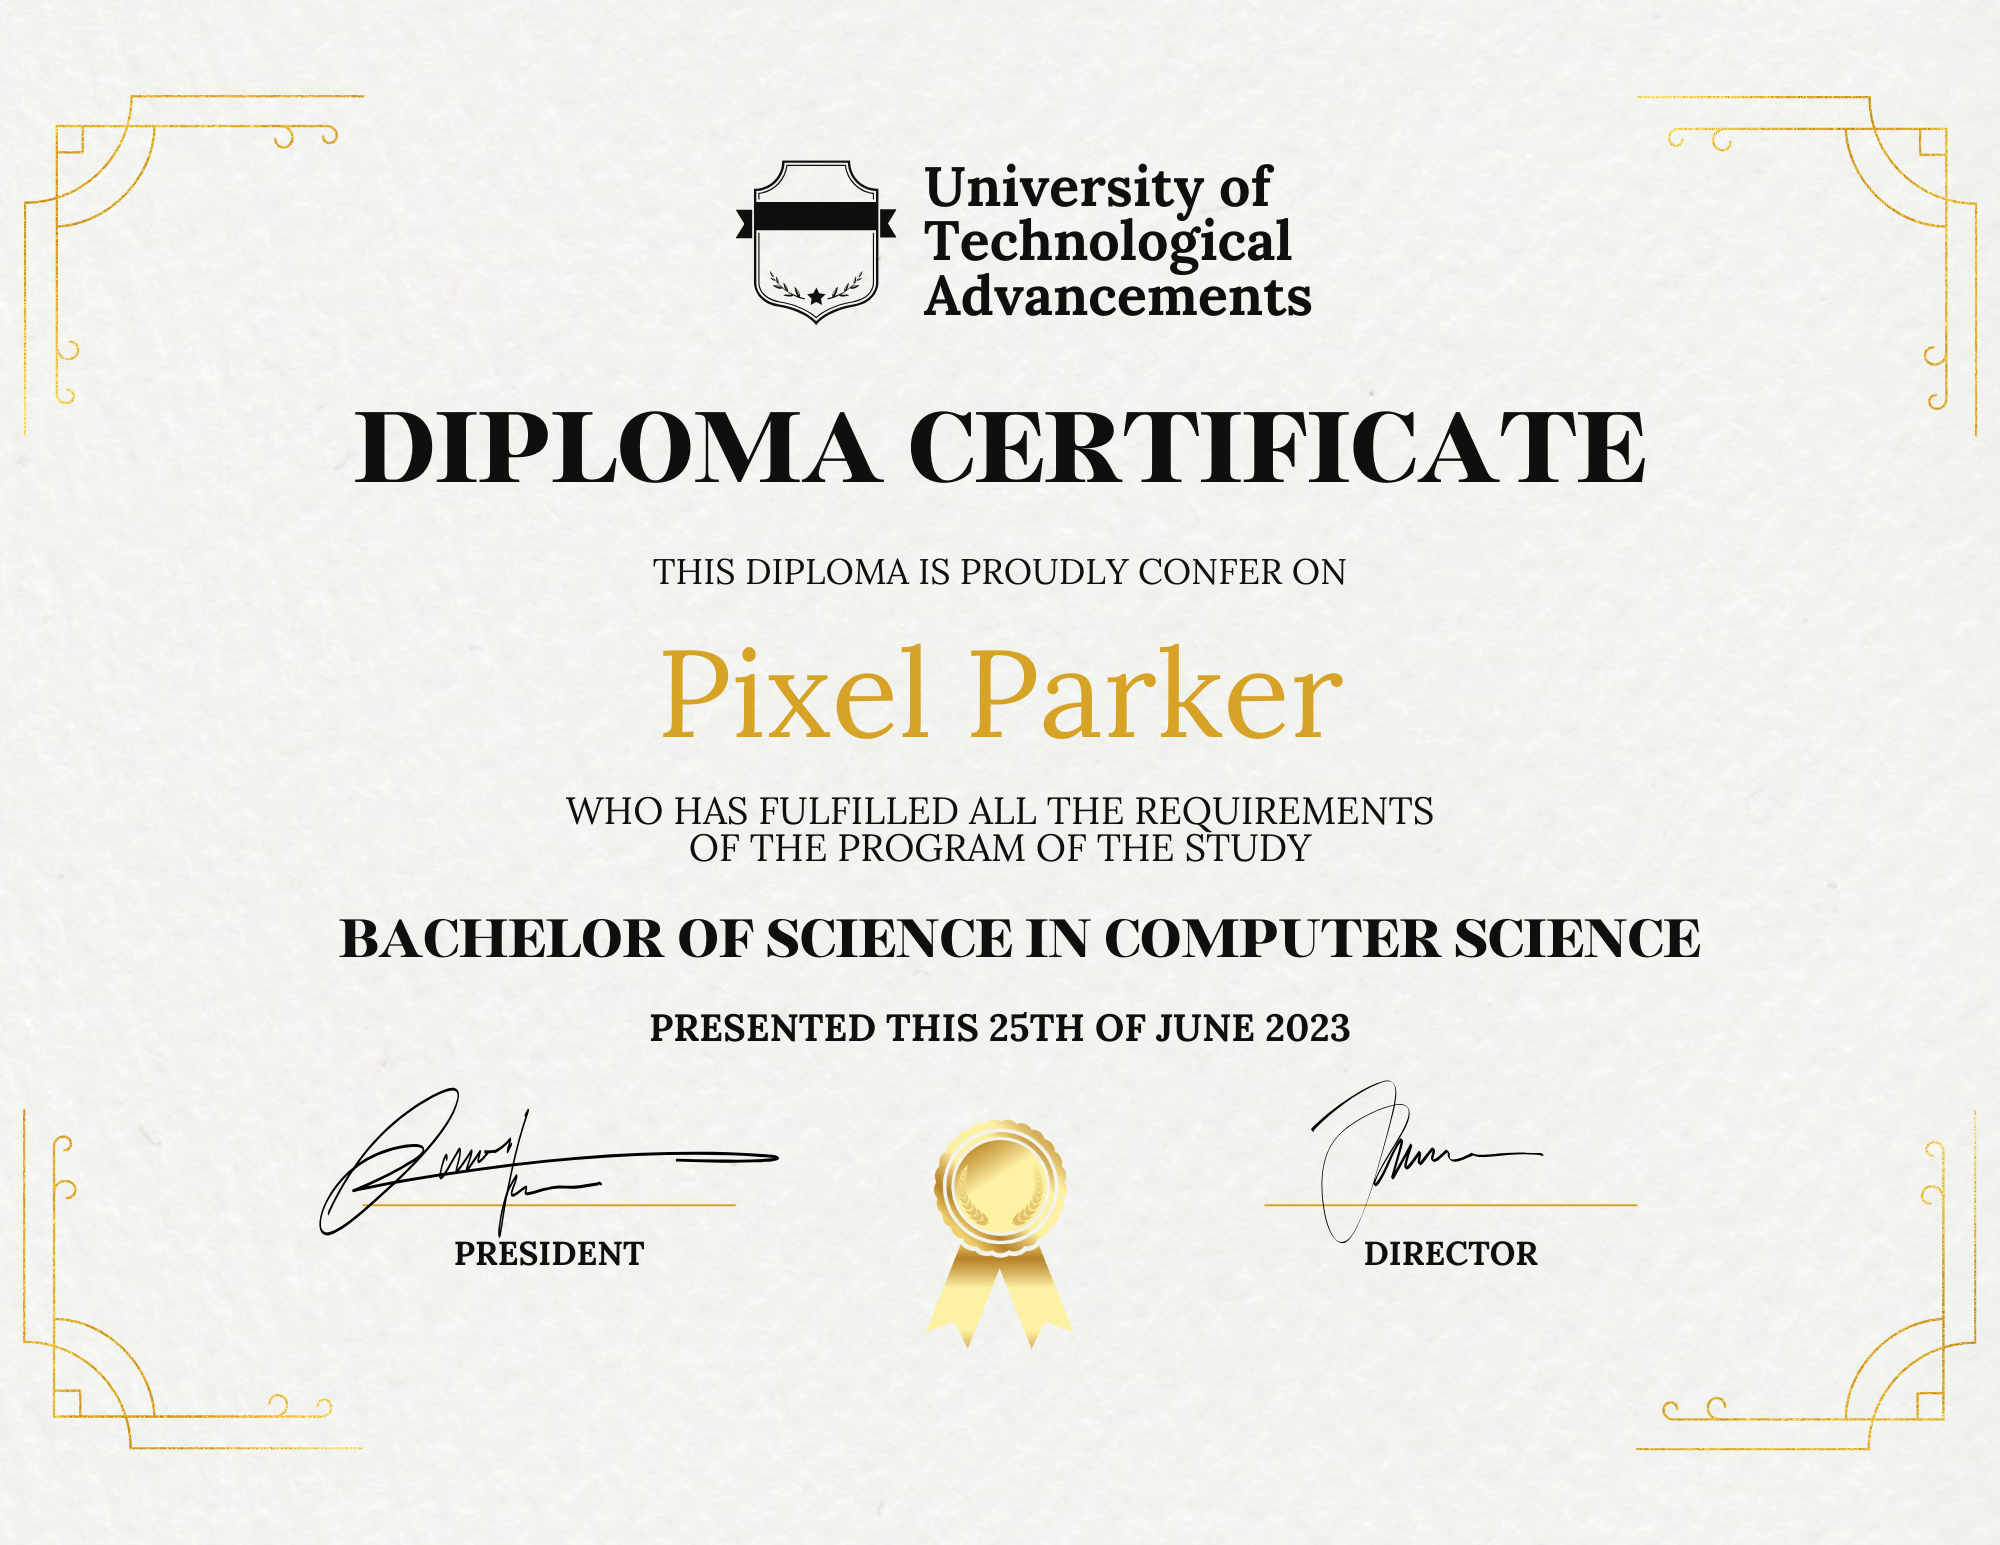 University of
Technological
Advancements
DIPLOMA CERTIFICATE
THIS DIPLOMA IS PROUDLY CONFER ON
Pixel Parker
WHO HAS FULFILLED ALL THE REQUIREMENTS
OF THE PROGRAM OF THE STUDY
BACHELOR OF SCIENCE IN COMPUTER SCIENCE
PRESENTED THIS 25TH OF JUNE 2023
PRESIDENT
DIRECTOR